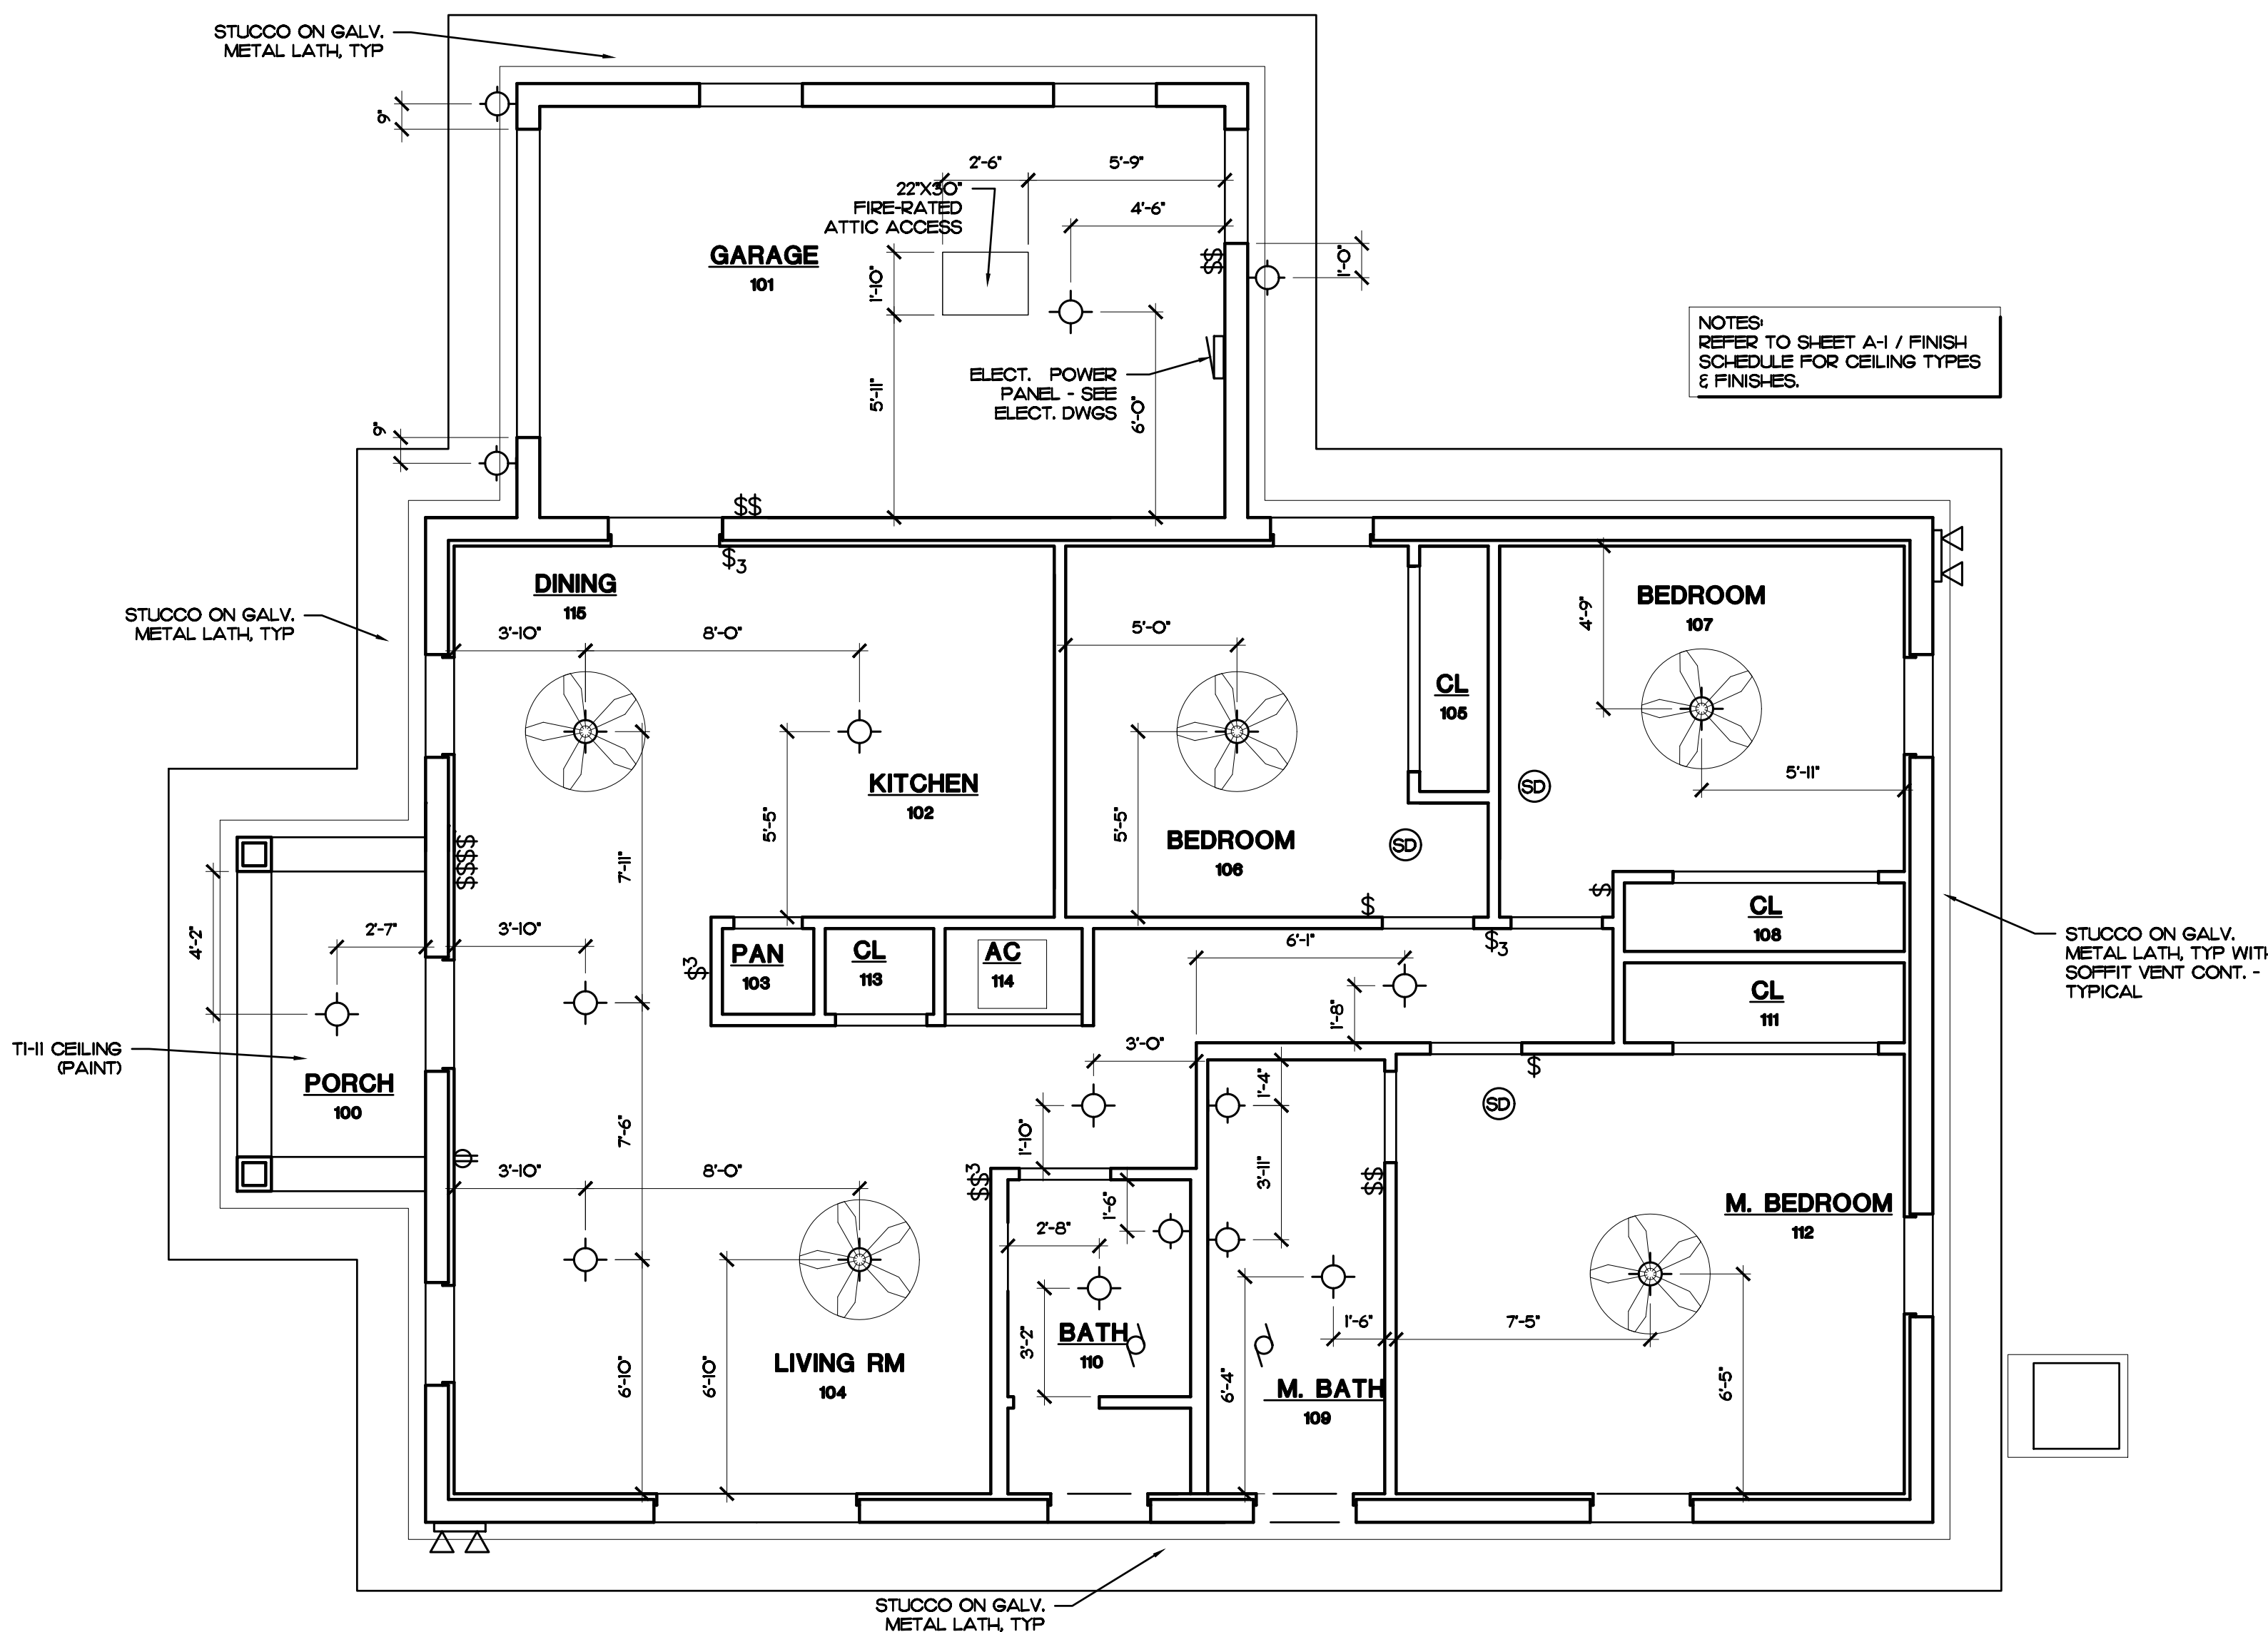 STUCCO ON GALV.
METAL LATH, TYP
9"
2'-6"
5'-9"
22"X30"
FIRE-RATED
ATTIC ACCESS
4'-6"
GARAGE
101
$$
1'-0"
1'-10"
NOTES:
REFER TO SHEET A-1 / FINISH
SCHEDULE FOR CEILING TYPES
& FINISHES.
ELECT. POWER
PANEL - SEE
ELECT. DWGS
5'-11"
6'-0"
9"
$$
$3
DINING
115
BEDROOM
107
4'-9"
STUCCO ON GALV.
METAL LATH, TYP
3'-10"
8'-0"
5'-0"
CL
105
5'-11"
KITCHEN
102
SD
5'-5"
5'-5"
BEDROOM
106
SD
7'-11"
$$$$
$
$
CL
108
4'-2"
2'-7"
3'-10"
6'-1"
$3
STUCCO ON GALV.
METAL LATH, TYP WITH
SOFFIT VENT CONT. -
TYPICAL
$3
PAN
103
CL
113
AC
114
1'-8"
CL
111
T1-11 CEILING
(PAINT)
3'-0"
$
PORCH
100
1'-4"
SD
7'-6"
1'-10"
3'-10"
8'-0"
$$3
3'-11"
$$
1'-6"
2'-8"
M. BEDROOM
112
3'-2"
BATH
110
1'-6"
7'-5"
LIVING RM
104
6'-10"
6'-10"
6'-4"
M. BATH
109
6'-5"
STUCCO ON GALV.
METAL LATH, TYP